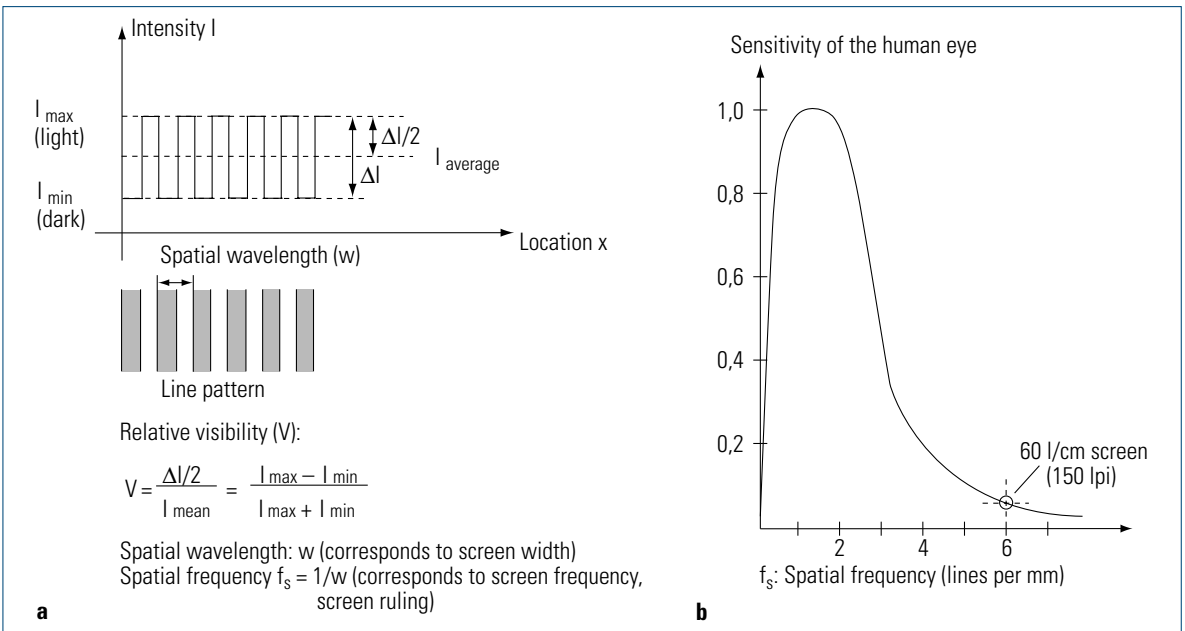 Intensity I
I max
(light)
ΔI/2
I average
ΔI
I min
(dark)
Location x
Spatial wavelength (w)
Line pattern
Relative visibility (V):
V = ΔI/2 / I mean = I max – I min / I max + I min
Spatial wavelength: w (corresponds to screen width)
Spatial frequency fs = 1/w (corresponds to screen frequency,
screen ruling)
a
Sensitivity of the human eye
1,0
0,8
0,6
0,4
0,2
60 l/cm screen
(150 lpi)
2 4 6
fs: Spatial frequency (lines per mm)
b